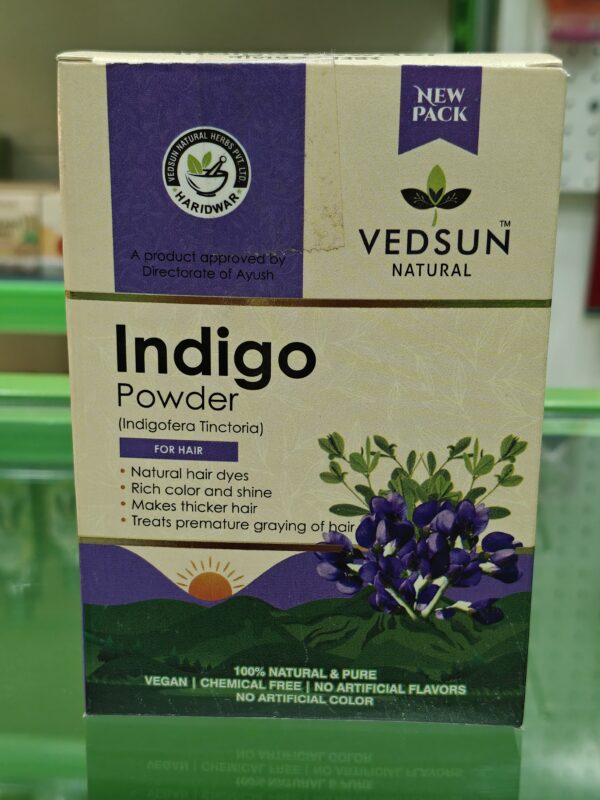 VEDSUN NATURAL HERBS PVT. LTD
HARIDWAR
A product approved by
Directorate of Ayush
NEW
PACK
VEDSUN™
NATURAL
Indigo
Powder
(Indigofera Tinctoria)
FOR HAIR
• Natural hair dyes
• Rich color and shine
• Makes thicker hair
• Treats premature graying of hair
100% NATURAL & PURE
VEGAN | CHEMICAL FREE | NO ARTIFICIAL FLAVORS
NO ARTIFICIAL COLOR